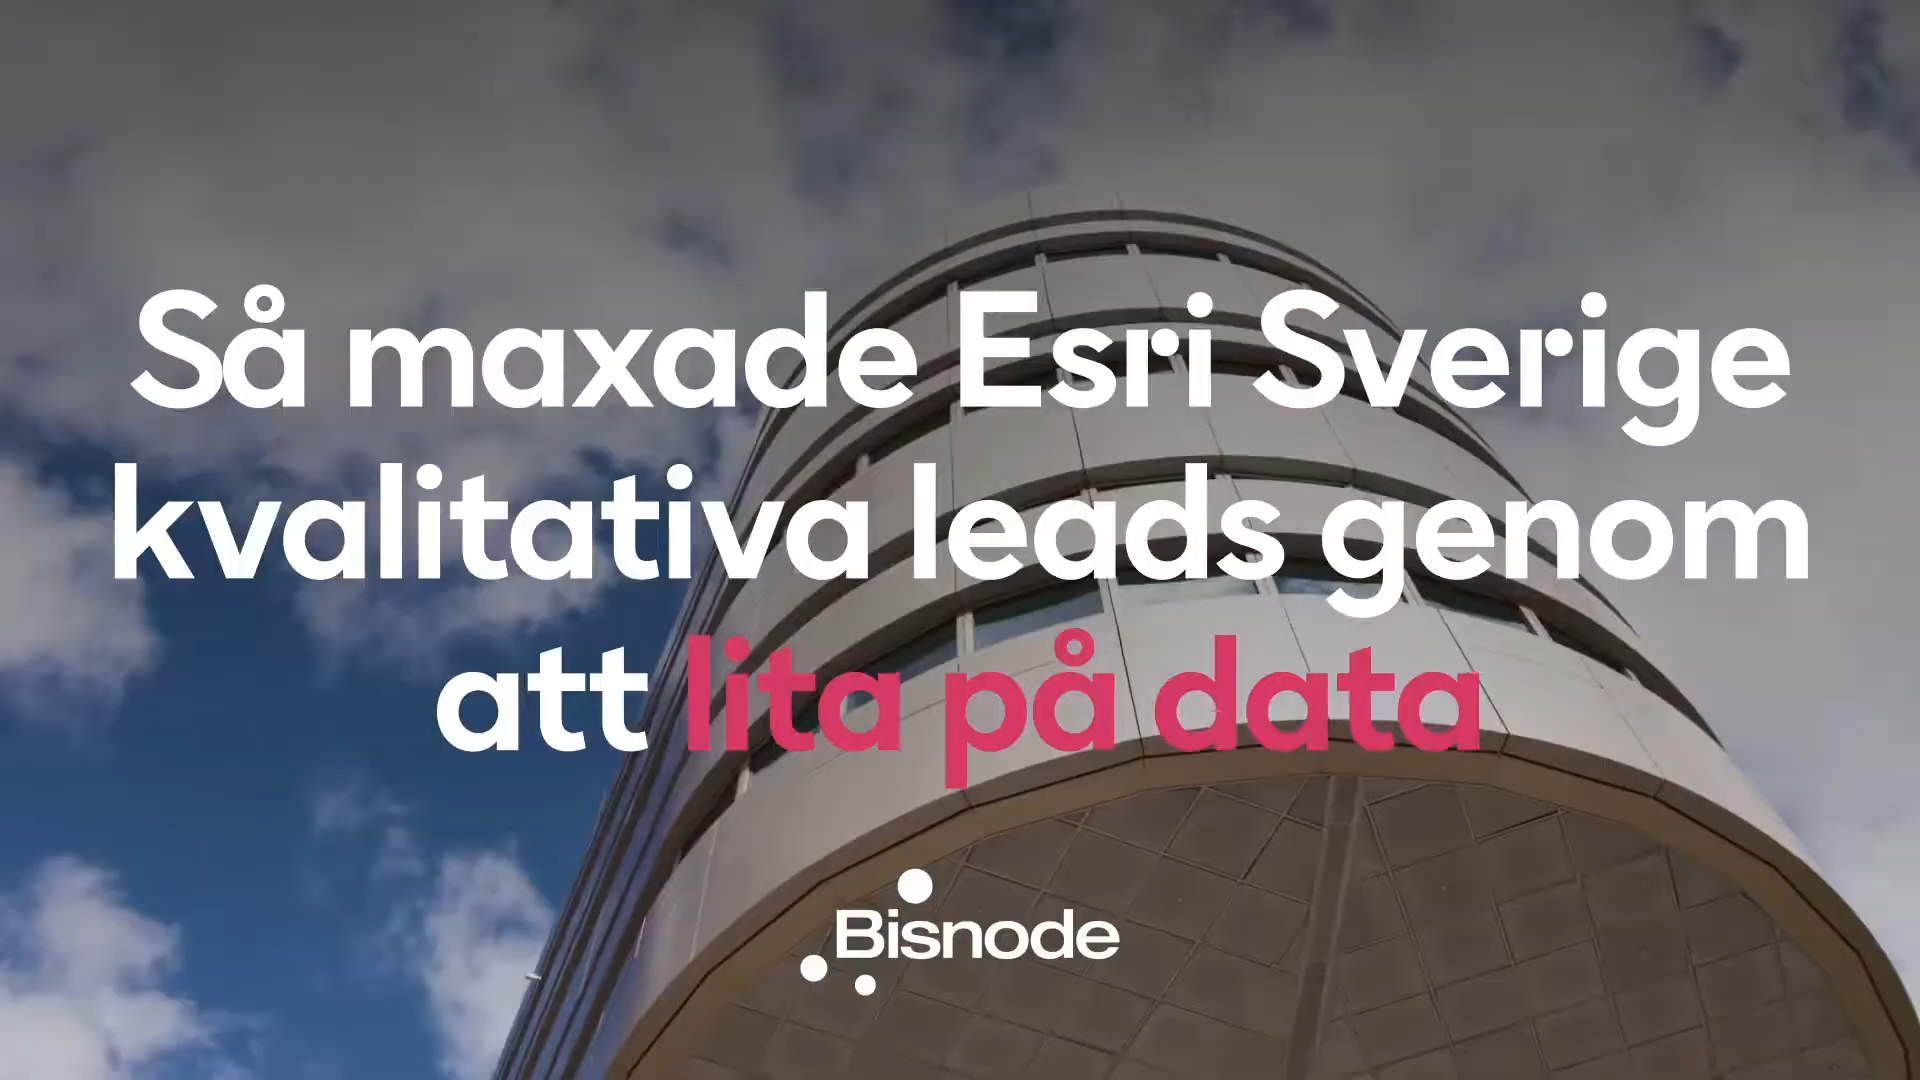 Så maxade Esri Sverige
kvalitativa leads genom
att lita på data
Bisnode